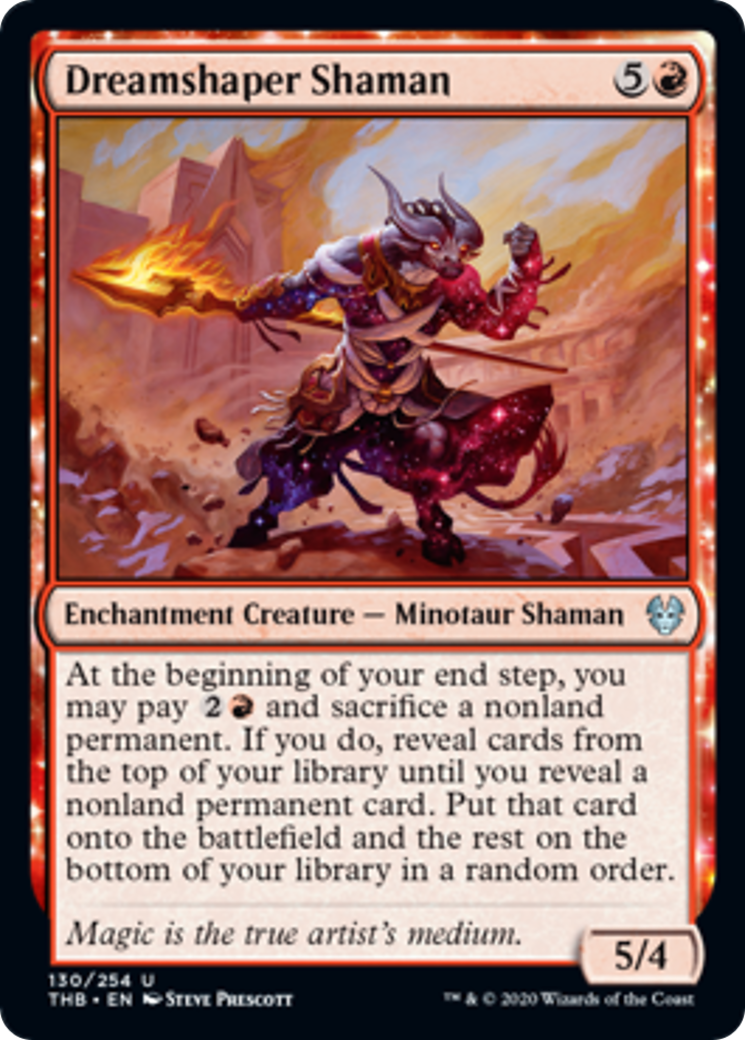 Dreamshaper Shaman 5
Enchantment Creature — Minotaur Shaman
At the beginning of your end step, you
may pay 2 and sacrifice a nonland
permanent. If you do, reveal cards from
the top of your library until you reveal a
nonland permanent card. Put that card
onto the battlefield and the rest on the
bottom of your library in a random order.
Magic is the true artist's medium.
5/4
130/254 U
THB • EN Steve Prescott ™ & © 2020 Wizards of the Coast